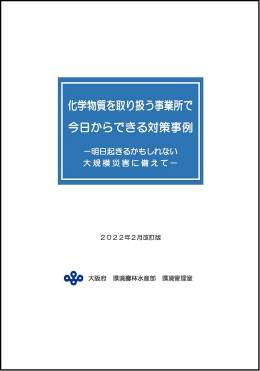 化学物質を取り扱う事業所で
今日からできる対策事例
－明日起きるかもしれない
大規模災害に備えて－
２０２２年２月改訂版
大阪府　環境農林水産部　環境管理室